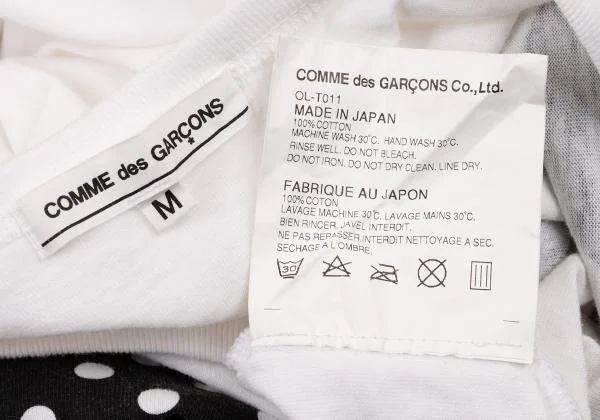 COMME des GARÇONS
M
COMME des GARÇONS Co.,Ltd.
OL-T011
MADE IN JAPAN
100% COTTON
MACHINE WASH 30°C. HAND WASH 30°C.
RINSE WELL. DO NOT BLEACH.
DO NOT IRON. DO NOT DRY CLEAN. LINE DRY.
FABRIQUE AU JAPON
100% COTON
LAVAGE MACHINE 30°C. LAVAGE MAINS 30°C.
BIEN RINCER. JAVEL INTERDIT.
NE PAS REPASSER.INTERDIT NETTOYAGE A SEC.
SECHAGE A L'OMBRE.
30